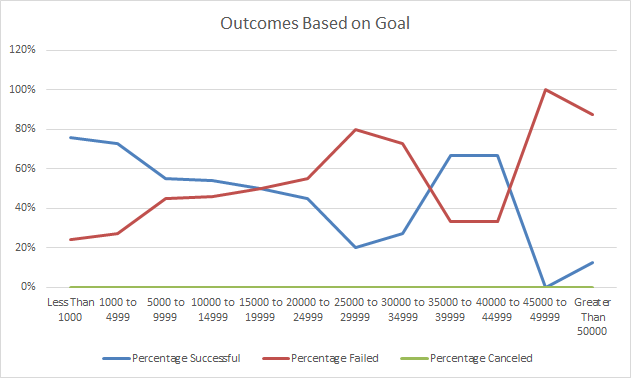 Outcomes Based on Goal
120%
100%
80%
60%
40%
20%
0%
Less Than 1000 to 5000 to 10000 to 15000 to 20000 to 25000 to 30000 to 35000 to 40000 to 45000 to Greater
1000 4999 9999 14999 19999 24999 29999 34999 39999 44999 49999 Than
50000
Percentage Successful Percentage Failed Percentage Canceled